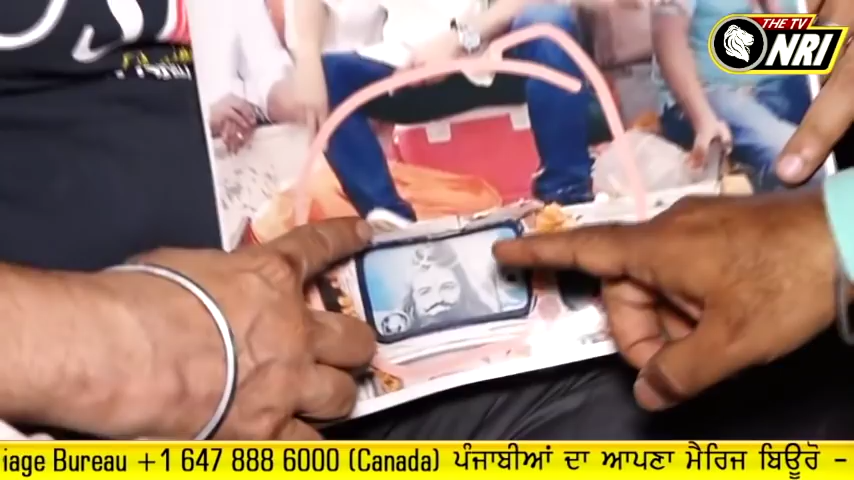 THE TV
NRI
iage Bureau +1 647 888 6000 (Canada) ਪੰਜਾਬੀਆਂ ਦਾ ਆਪਣਾ ਮੈਰਿਜ ਬਿਊਰੋ -